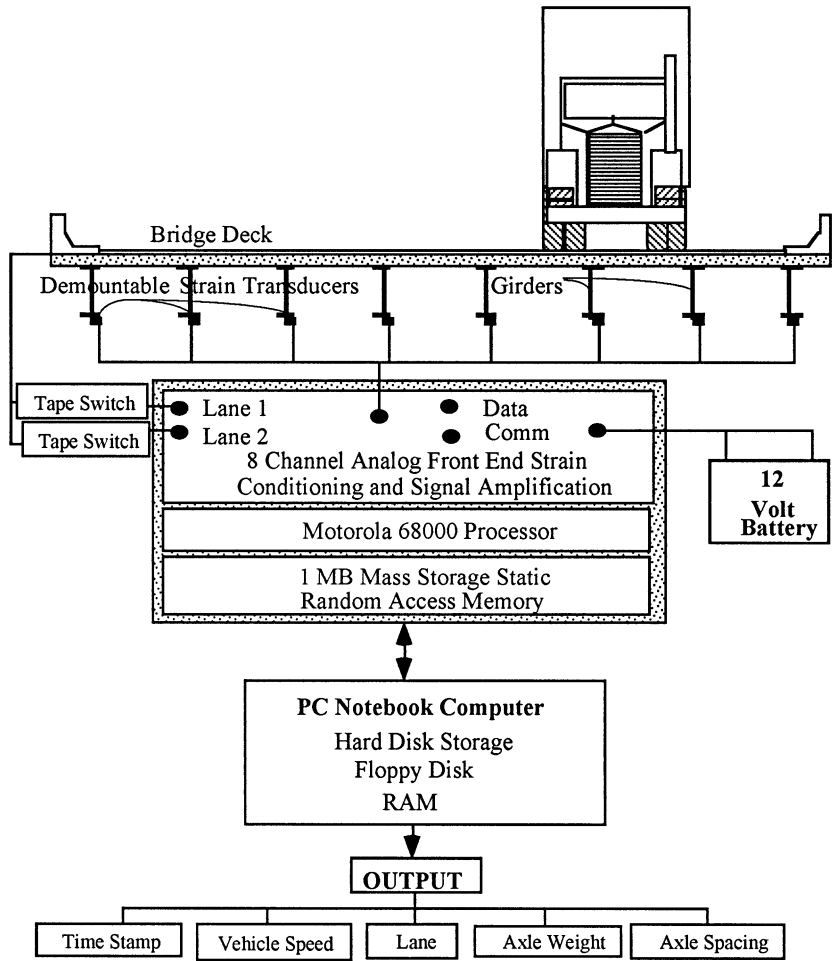 Bridge Deck
Demountable Strain Transducers
Girders
Tape Switch
Tape Switch
Lane 1
Lane 2
Data
Comm
8 Channel Analog Front End Strain
Conditioning and Signal Amplification
12
Volt
Battery
Motorola 68000 Processor
1 MB Mass Storage Static
Random Access Memory
PC Notebook Computer
Hard Disk Storage
Floppy Disk
RAM
OUTPUT
Time Stamp
Vehicle Speed
Lane
Axle Weight
Axle Spacing